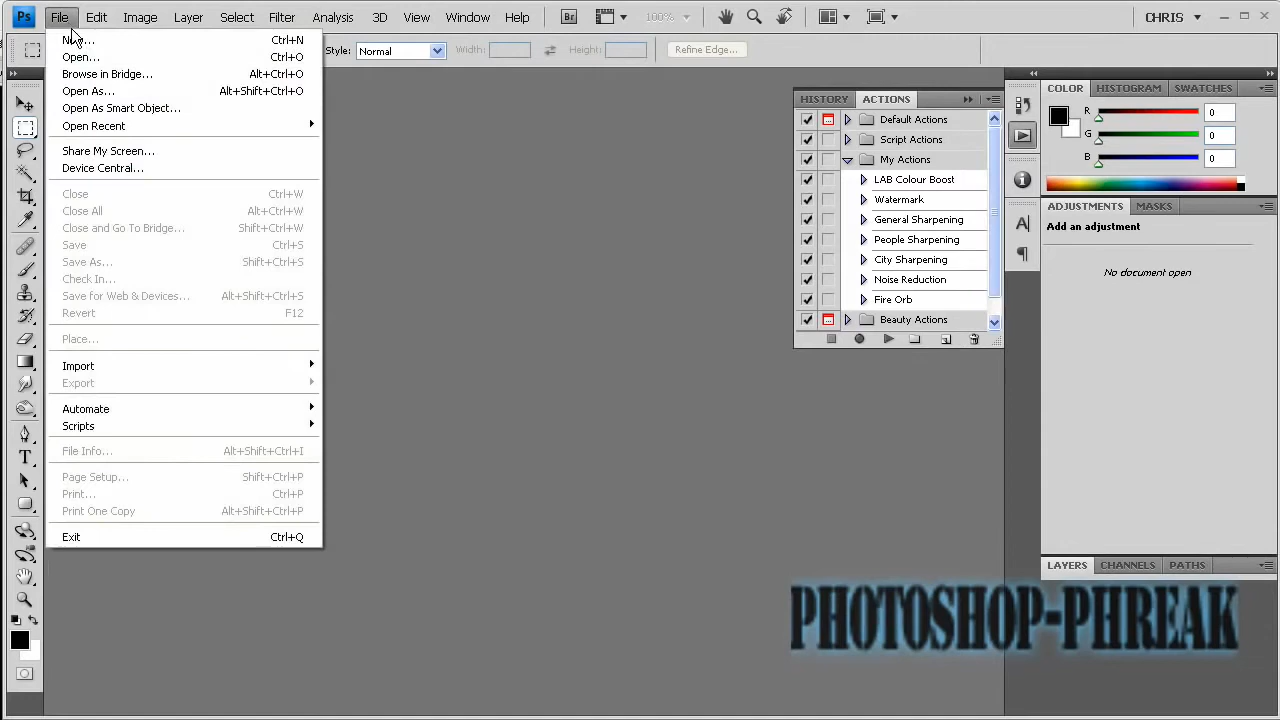 Ps File Edit Image Select Filter Analysis 3D View Window Help Br 100% CHRIS
Style: Normal Width: Height: Refine Edge...
Ctrl+N
Open... Ctrl+O
Browse in Bridge... Alt+Ctrl+O
Open As... Alt+Shift+Ctrl+O
Open As Smart Object...
Open Recent
Share My Screen...
Device Central...
Close Ctrl+W
Close All Alt+Ctrl+W
Close and Go To Bridge... Shift+Ctrl+W
Save Ctrl+S
Save As... Shift+Ctrl+S
Check In...
Save for Web & Devices... Alt+Shift+Ctrl+S
Revert F12
Place...
Import
Export
Automate
Scripts
File Info... Alt+Shift+Ctrl+I
Page Setup... Shift+Ctrl+P
Print... Ctrl+P
Print One Copy Alt+Shift+Ctrl+P
Exit Ctrl+Q
HISTORY ACTIONS
Default Actions
Script Actions
My Actions
LAB Colour Boost
Watermark
General Sharpening
People Sharpening
City Sharpening
Noise Reduction
Fire Orb
Beauty Actions
COLOR HISTOGRAM SWATCHES
R 0
G 0
B 0
ADJUSTMENTS MASKS
Add an adjustment
No document open
LAYERS CHANNELS PATHS
PHOTOSHOP-PHREAK